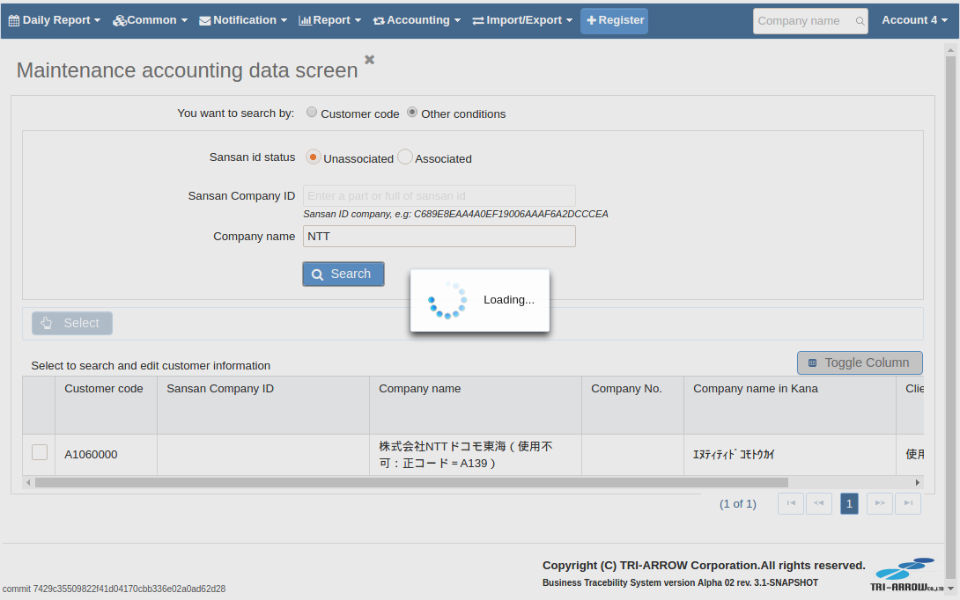 Daily Report Common Notification Report Accounting Import/Export Register Company name Account 4
Maintenance accounting data screen
You want to search by: Customer code Other conditions
Sansan id status Unassociated Associated
Sansan Company ID Enter a part or full of sansan id
Sansan ID company, e.g: C689E8EAA4A0EF19006AAAF6A2DCCCEA
Company name NTT
Search
Loading...
Select
Select to search and edit customer information
Toggle Column
Customer code Sansan Company ID Company name Company No. Company name in Kana Clie
株式会社NTTドコモ東海（使用不
A1060000 ｴﾇﾃｨﾃｨﾄﾞｺﾓﾄｳｶｲ 使用
可：正コード＝A139）
(1 of 1) 1
Copyright (C) TRI-ARROW Corporation.All rights reserved.
Business Tracebility System version Alpha 02 rev. 3.1-SNAPSHOT
TRI-ARROW CO.,LTD
commit 7429c35509822f41d04170cbb336e02a0ad62d28